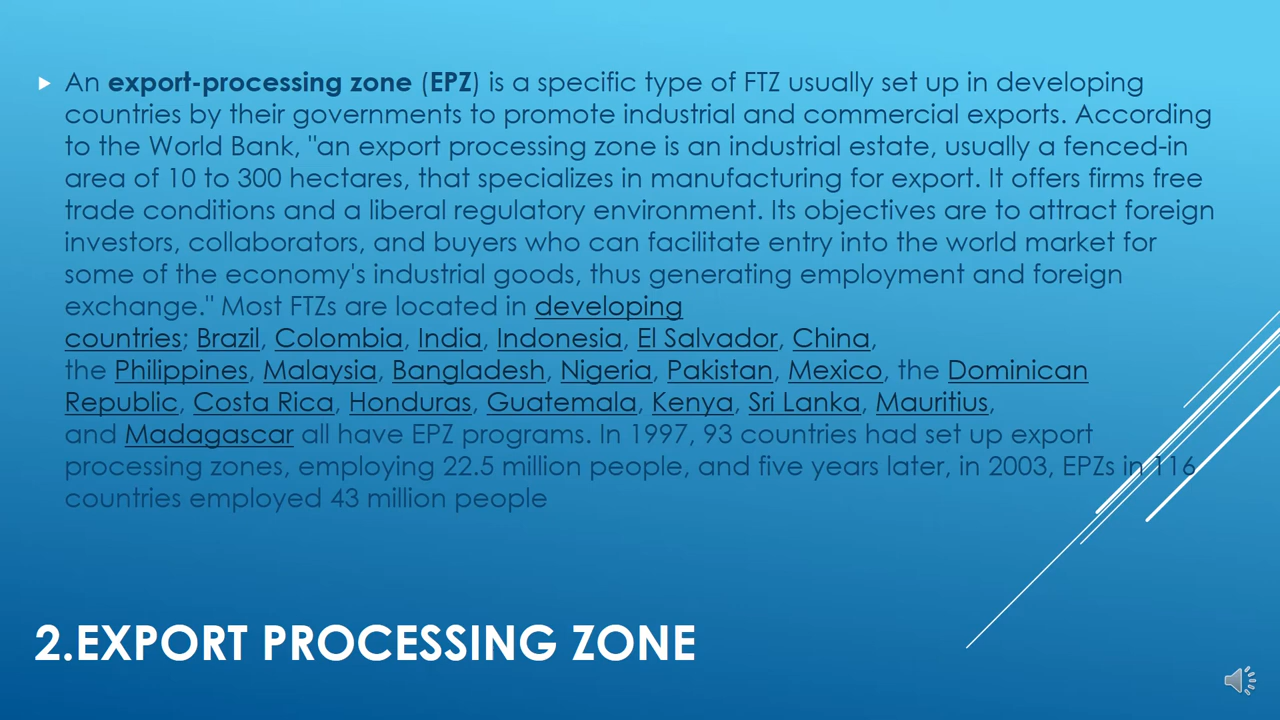 An export-processing zone (EPZ) is a specific type of FTZ usually set up in developing
countries by their governments to promote industrial and commercial exports. According
to the World Bank, "an export processing zone is an industrial estate, usually a fenced-in
area of 10 to 300 hectares, that specializes in manufacturing for export. It offers firms free
trade conditions and a liberal regulatory environment. Its objectives are to attract foreign
investors, collaborators, and buyers who can facilitate entry into the world market for
some of the economy's industrial goods, thus generating employment and foreign
exchange." Most FTZs are located in developing
countries; Brazil, Colombia, India, Indonesia, El Salvador, China,
the Philippines, Malaysia, Bangladesh, Nigeria, Pakistan, Mexico, the Dominican
Republic, Costa Rica, Honduras, Guatemala, Kenya, Sri Lanka, Mauritius,
and Madagascar all have EPZ programs. In 1997, 93 countries had set up export
processing zones, employing 22.5 million people, and five years later, in 2003, EPZs in 116
countries employed 43 million people
2.EXPORT PROCESSING ZONE